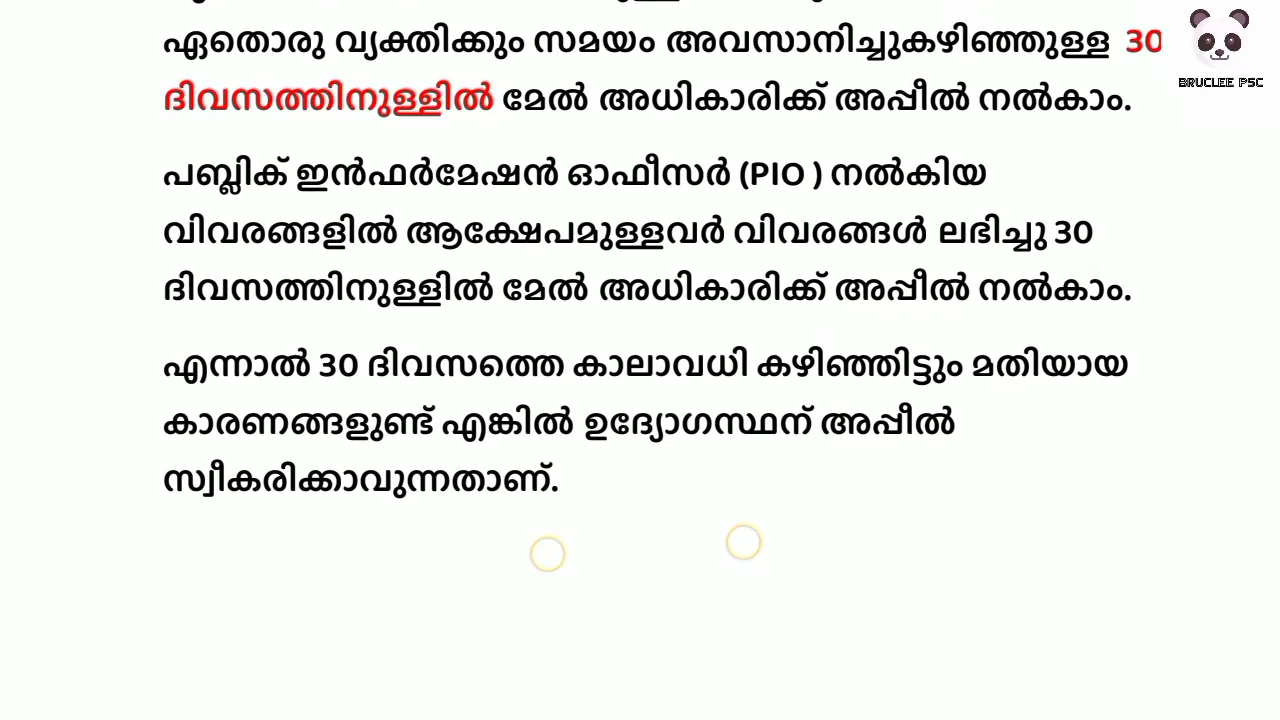 ഏതൊരു വ്യക്തിക്കും സമയം അവസാനിച്ചുകഴിഞ്ഞുള്ള 30
ദിവസത്തിനുള്ളിൽ മേൽ അധികാരിക്ക് അപ്പീൽ നൽകാം.
പബ്ലിക് ഇൻഫർമേഷൻ ഓഫീസർ (PIO ) നൽകിയ
വിവരങ്ങളിൽ ആക്ഷേപമുള്ളവർ വിവരങ്ങൾ ലഭിച്ചു 30
ദിവസത്തിനുള്ളിൽ മേൽ അധികാരിക്ക് അപ്പീൽ നൽകാം.
എന്നാൽ 30 ദിവസത്തെ കാലാവധി കഴിഞ്ഞിട്ടും മതിയായ
കാരണങ്ങളുണ്ട് എങ്കിൽ ഉദ്യോഗസ്ഥന് അപ്പീൽ
സ്വീകരിക്കാവുന്നതാണ്.
BRUCLEE PSC